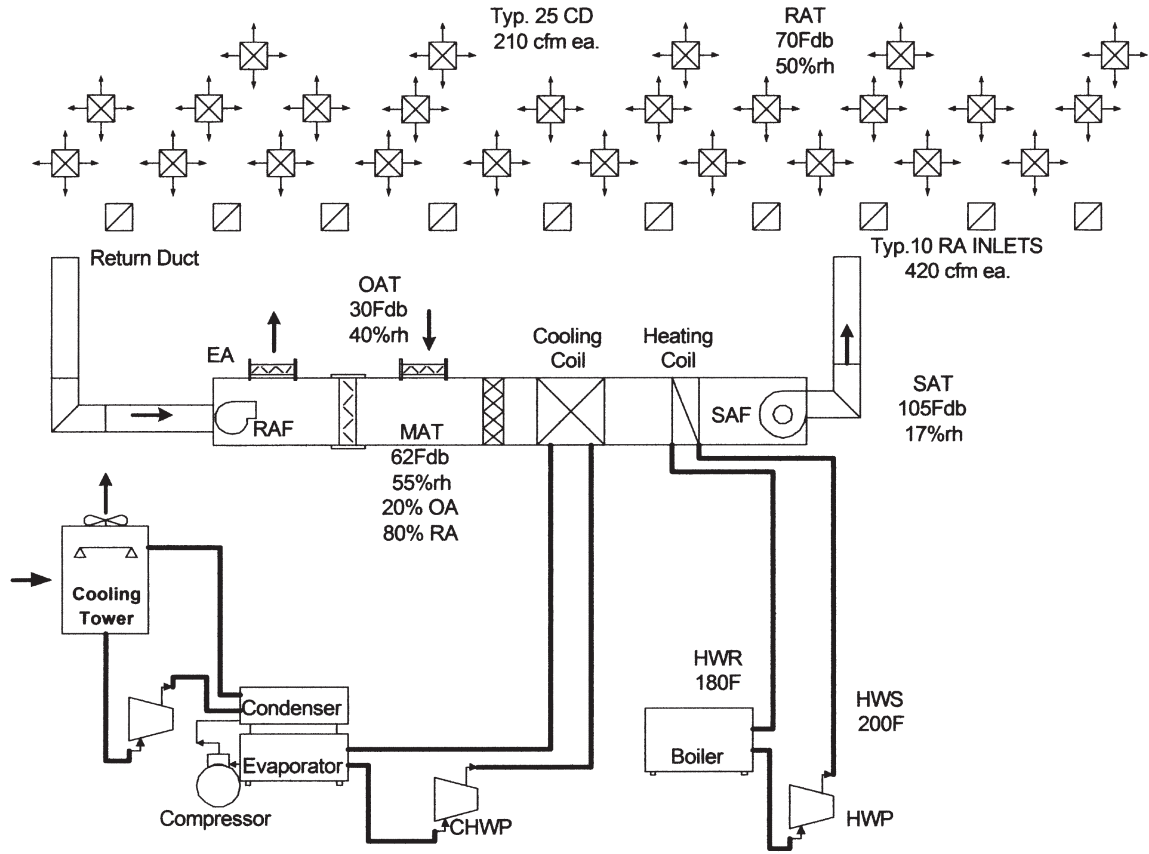 Typ. 25 CD
210 cfm ea.
RAT
70Fdb
50%rh
Return Duct
Typ.10 RA INLETS
420 cfm ea.
OAT
30Fdb
40%rh
EA
Cooling
Coil
Heating
Coil
RAF
MAT
62Fdb
55%rh
20% OA
80% RA
SAF
SAT
105Fdb
17%rh
Cooling
Tower
Condenser
Evaporator
Compressor
CHWP
HWR
180F
HWS
200F
Boiler
HWP